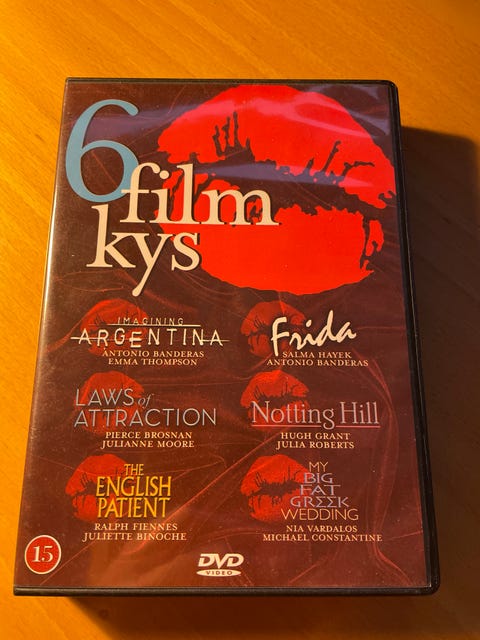 6
film
kys
IMAGINING
ARGENTINA
ANTONIO BANDERAS
EMMA THOMPSON
Frida
SALMA HAYEK
ANTONIO BANDERAS
LAWS of
ATTRACTION
PIERCE BROSNAN
JULIANNE MOORE
Notting Hill
HUGH GRANT
JULIA ROBERTS
THE
ENGLISH
PATIENT
RALPH FIENNES
JULIETTE BINOCHE
MY
BIG
FAT
GREEK
WEDDING
NIA VARDALOS
MICHAEL CONSTANTINE
15
DVD
VIDEO